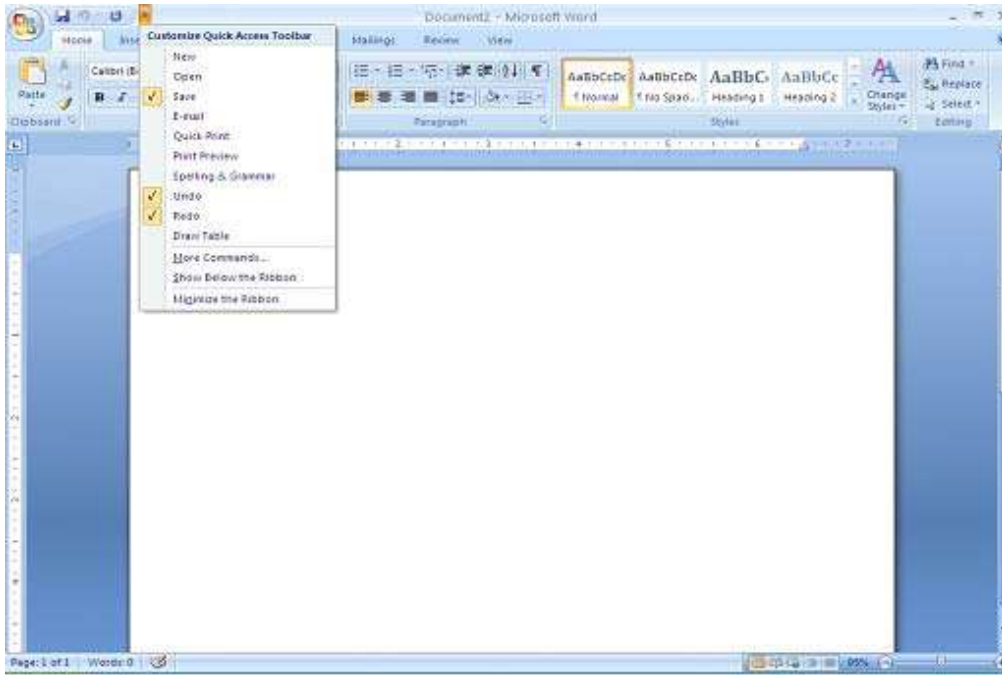 Document2 - Microsoft Word
Home
Mailings Review View
Customize Quick Access Toolbar
New
Open
Save
E-mail
Quick Print
Print Preview
Spelling & Grammar
Undo
Redo
Draw Table
More Commands...
Show Below the Ribbon
Minimize the Ribbon
Paste
Clipboard
Calibri (B
B I
Paragraph
AaBbCcDc AaBbCcDc AaBbC AaBbCc
¶ Normal ¶ No Spaci... Heading 1 Heading 2
Change
Styles
Styles
Find
Replace
Select
Editing
Page: 1 of 1 Words: 0
95%